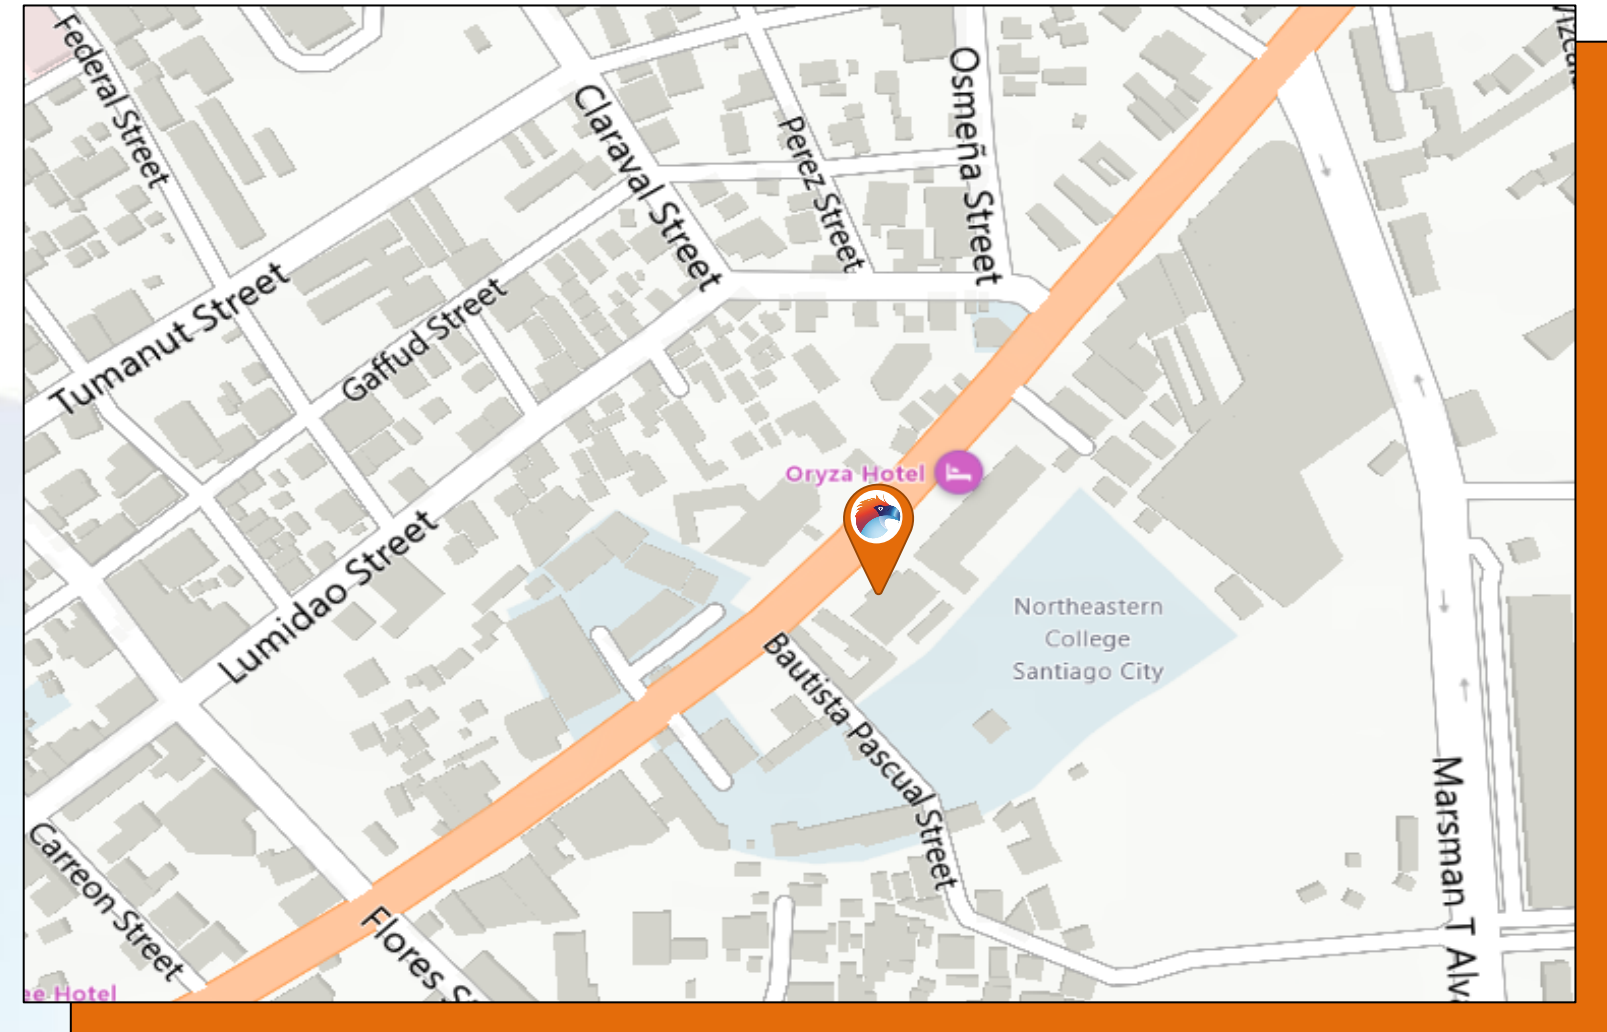 Federal Street
Claraval Street
Perez Street
Osmeña Street
Tumanut Street
Gaffud Street
Oryza Hotel
Lumidao Street
Northeastern
College
Santiago City
Bautista Pascual Street
Marsman T Alv
Carreon Street
Flores S
ee Hotel